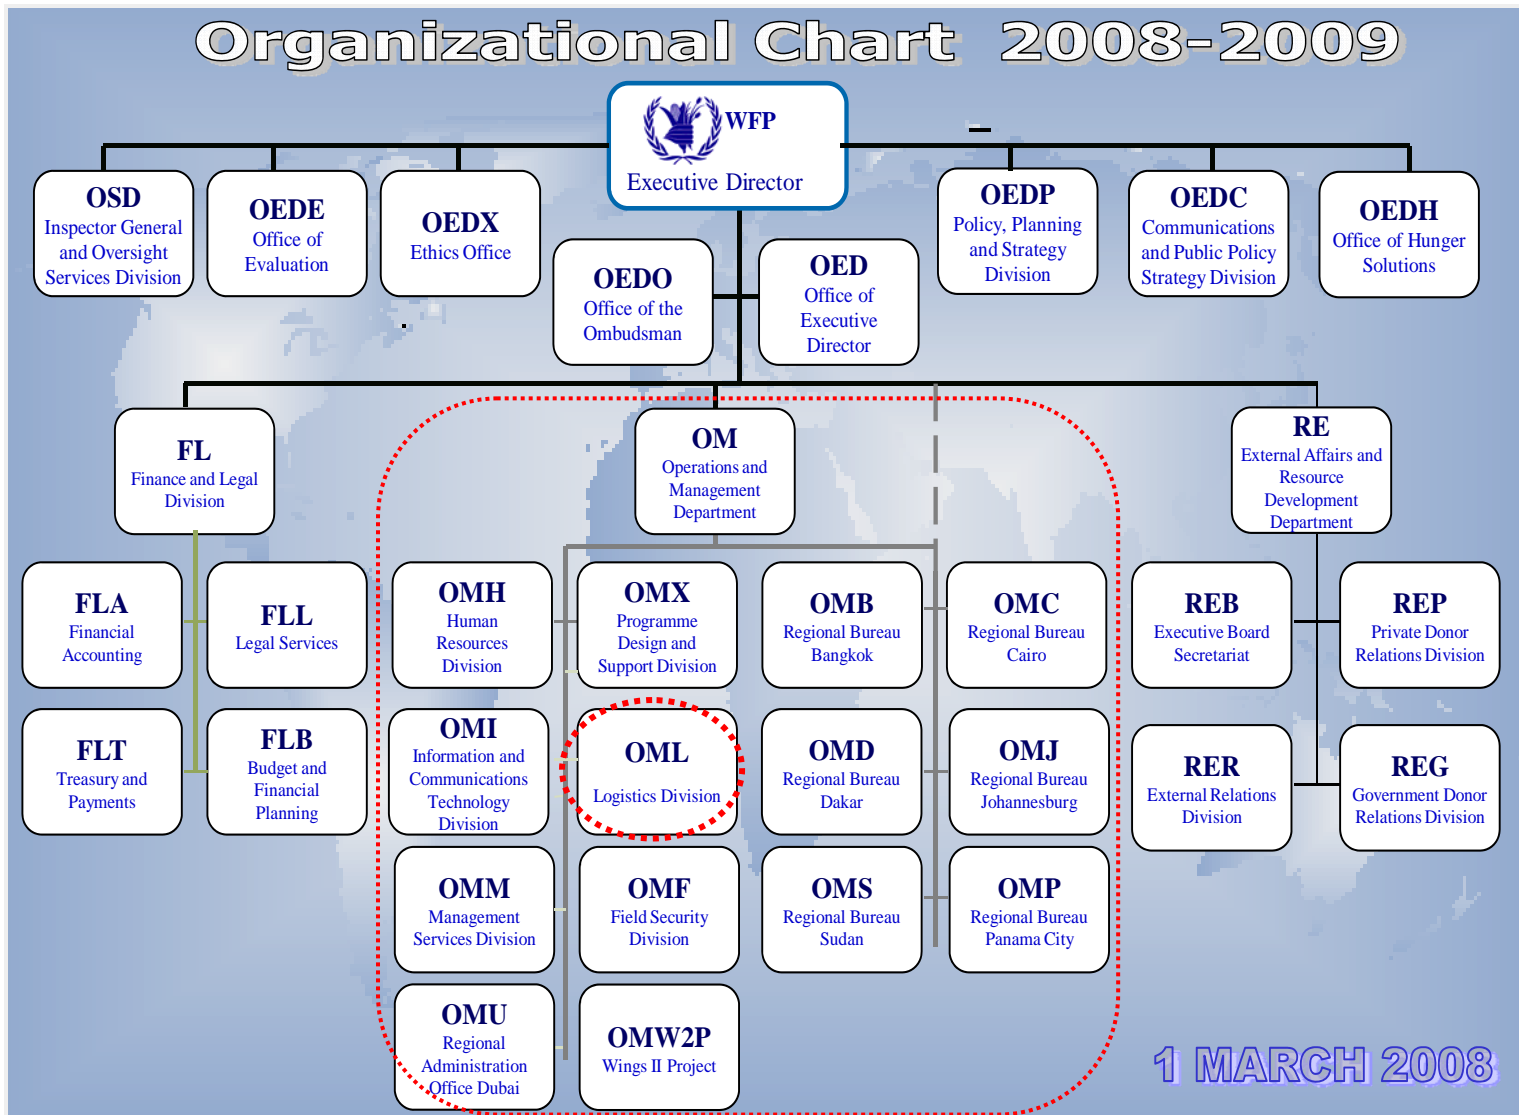 Organizational Chart 2008-2009
WFP
Executive Director
OSD
Inspector General
and Oversight
Services Division
OEDE
Office of
Evaluation
OEDX
Ethics Office
OEDP
Policy, Planning
and Strategy
Division
OEDC
Communications
and Public Policy
Strategy Division
OEDH
Office of Hunger
Solutions
OEDO
Office of the
Ombudsman
OED
Office of
Executive
Director
FL
Finance and Legal
Division
OM
Operations and
Management
Department
RE
External Affairs and
Resource
Development
Department
FLA
Financial
Accounting
FLL
Legal Services
OMH
Human
Resources
Division
OMX
Programme
Design and
Support Division
OMB
Regional Bureau
Bangkok
OMC
Regional Bureau
Cairo
REB
Executive Board
Secretariat
REP
Private Donor
Relations Division
FLT
Treasury and
Payments
FLB
Budget and
Financial
Planning
OMI
Information and
Communications
Technology
Division
OML
Logistics Division
OMD
Regional Bureau
Dakar
OMJ
Regional Bureau
Johannesburg
RER
External Relations
Division
REG
Government Donor
Relations Division
OMM
Management
Services Division
OMF
Field Security
Division
OMS
Regional Bureau
Sudan
OMP
Regional Bureau
Panama City
OMU
Regional
Administration
Office Dubai
OMW2P
Wings II Project
1 MARCH 2008